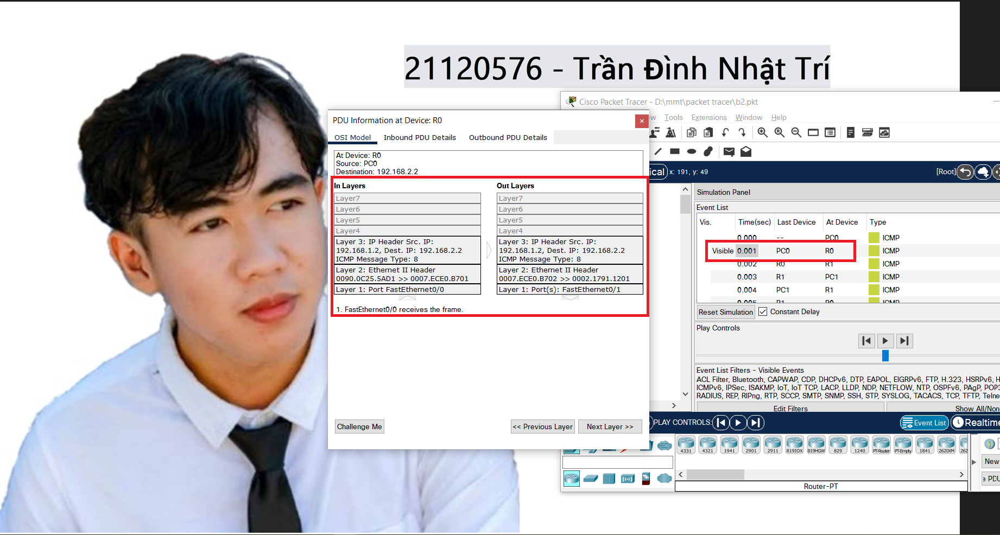 21120576 - Trần Đình Nhật Trí
Cisco Packet Tracer - D:\mmt\packet tracer\b2.pkt
Tools Extensions Window Help
PDU Information at Device: R0
OSI Model Inbound PDU Details Outbound PDU Details
At Device: R0
Source: PC0
Destination: 192.168.2.2
In Layers
Layer7
Layer6
Layer5
Layer4
Layer 3: IP Header Src. IP:
192.168.1.2, Dest. IP: 192.168.2.2
ICMP Message Type: 8
Layer 2: Ethernet II Header
0090.0C25.5AD1 >> 0007.ECE0.B701
Layer 1: Port FastEthernet0/0
Out Layers
Layer7
Layer6
Layer5
Layer4
Layer 3: IP Header Src. IP:
192.168.1.2, Dest. IP: 192.168.2.2
ICMP Message Type: 8
Layer 2: Ethernet II Header
0007.ECE0.B702 >> 0002.1791.1201
Layer 1: Port(s): FastEthernet0/1
1. FastEthernet0/0 receives the frame.
Challenge Me
<< Previous Layer
Next Layer >>
x: 191, y: 49
[Root]
Simulation Panel
Event List
Vis. Time(sec) Last Device At Device Type
0.000 -- PC0 ICMP
Visible 0.001 PC0 R0 ICMP
0.002 R0 R1 ICMP
0.003 R1 PC1 ICMP
0.004 PC1 R1 ICMP
0.005 R1 R0 ICMP
Reset Simulation Constant Delay
Play Controls
Event List Filters - Visible Events
ACL Filter, Bluetooth, CAPWAP, CDP, DHCPv6, DTP, EAPOL, EIGRPv6, FTP, H.323, HSRPv6, H
ICMPv6, IPSec, ISAKMP, IoT, IoT TCP, LACP, LLDP, NDP, NETFLOW, NTP, OSPFv6, PAgP, POP3
RADIUS, REP, RIPng, RTP, SCCP, SMTP, SNMP, SSH, STP, SYSLOG, TACACS, TCP, TFTP, Telne
Edit Filters
Show All/Non
PLAY CONTROLS:
Event List
Realtime
4331 4321 1941 2901 2911 819IOX 819HGW 829 1240 PT-Router PT-Empty 1841 2620XM 262
1
New
e PDU
Router-PT